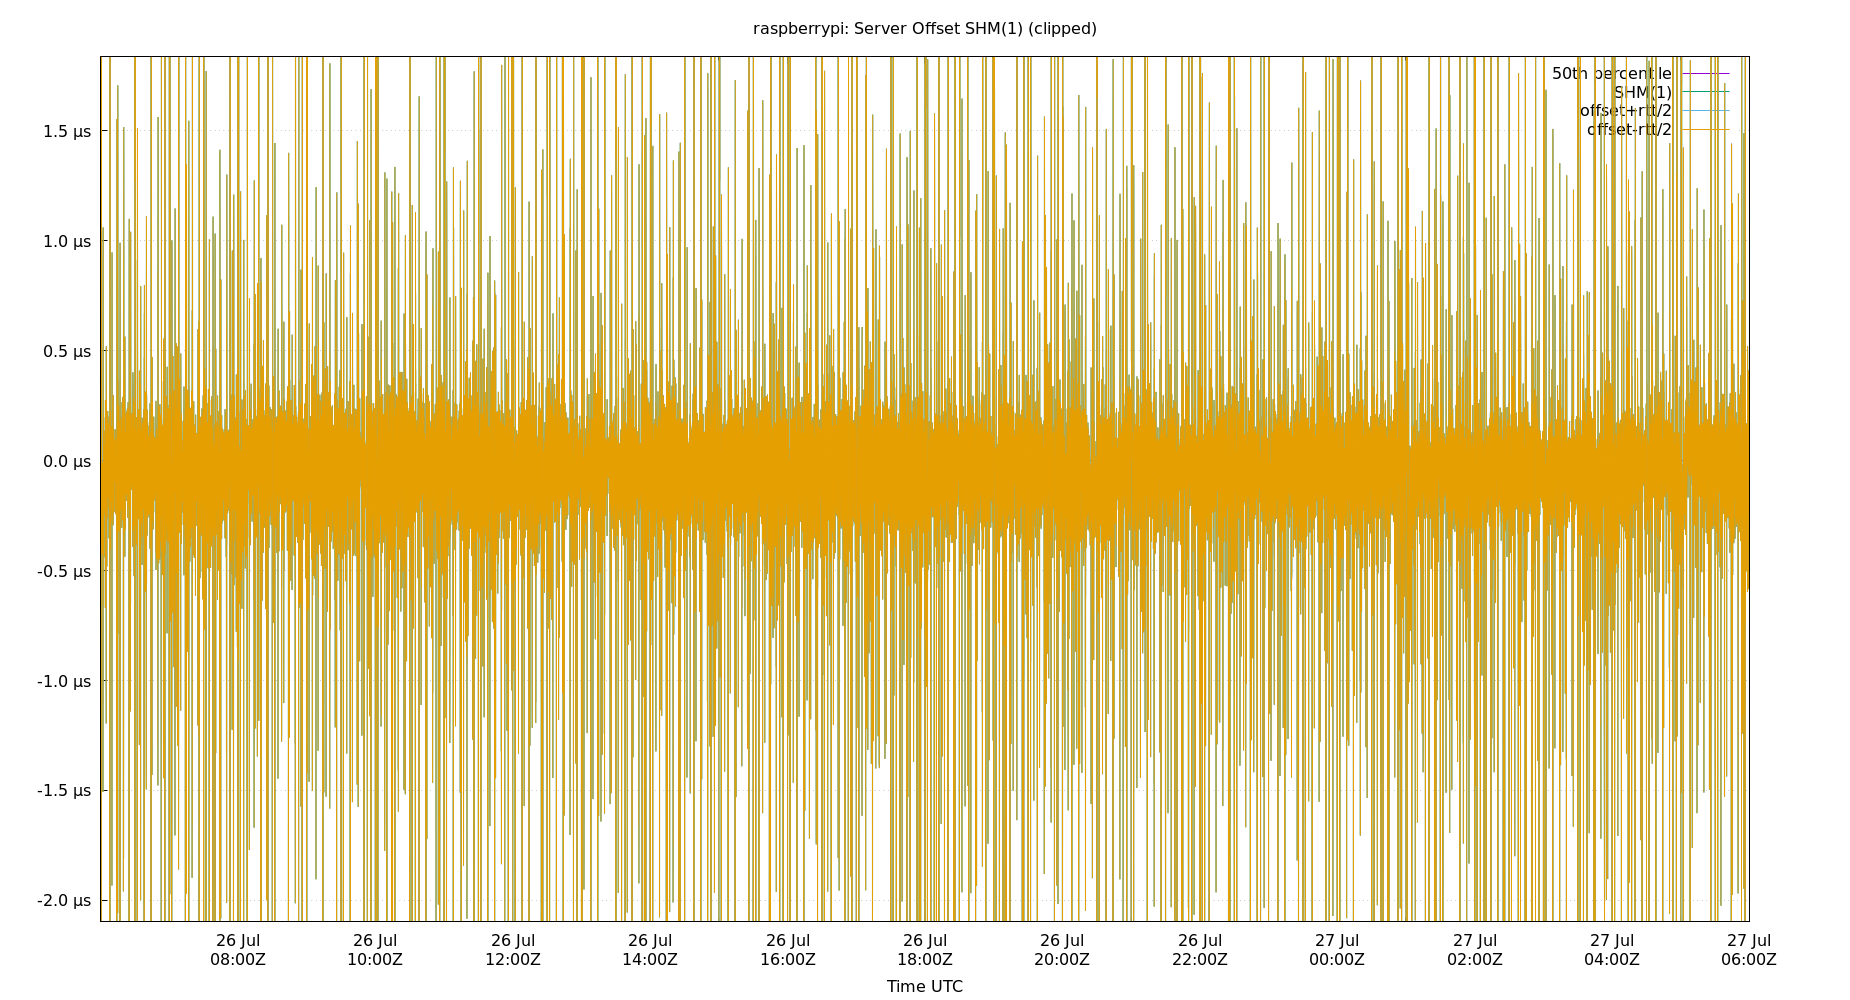 raspberrypi: Server Offset SHM(1) (clipped)
50th percentile
SHM(1)
offset+rtt/2
offset-rtt/2
1.5 µs
1.0 µs
0.5 µs
0.0 µs
-0.5 µs
-1.0 µs
-1.5 µs
-2.0 µs
26 Jul 26 Jul 26 Jul 26 Jul 26 Jul 26 Jul 26 Jul 26 Jul 27 Jul 27 Jul 27 Jul 27 Jul
08:00Z 10:00Z 12:00Z 14:00Z 16:00Z 18:00Z 20:00Z 22:00Z 00:00Z 02:00Z 04:00Z 06:00Z
Time UTC